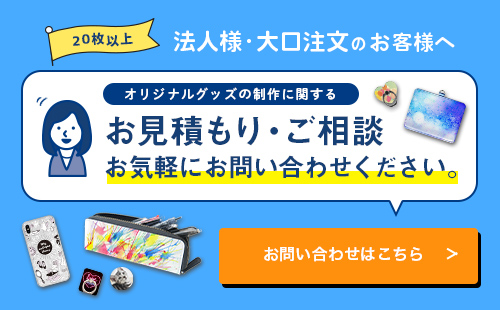 20枚以上
法人様・大口注文のお客様へ
オリジナルグッズの制作に関する
お見積もり・ご相談
お気軽にお問い合わせください。
お問い合わせはこちら >